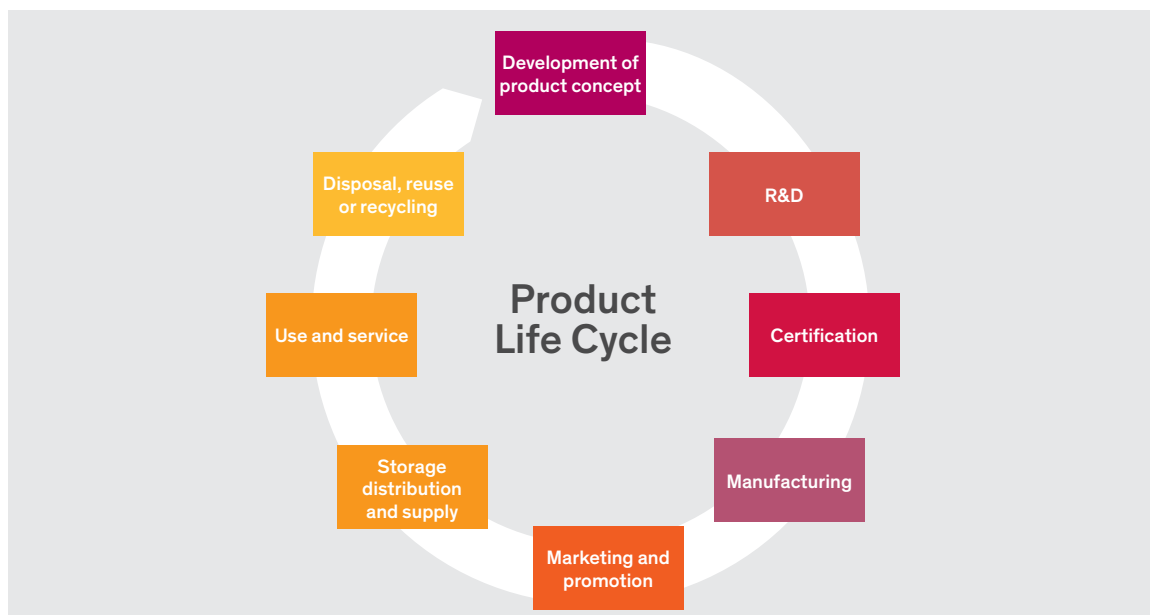 Development of
product concept
R&D
Certification
Manufacturing
Marketing and
promotion
Storage
distribution
and supply
Use and service
Disposal, reuse
or recycling
Product
Life Cycle